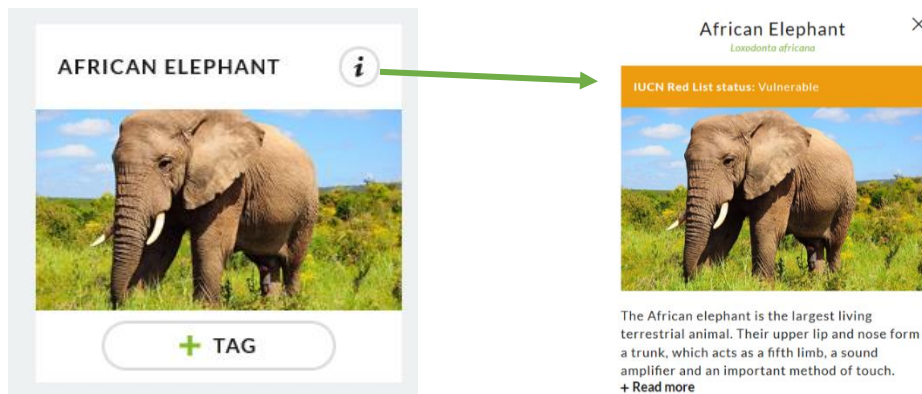 AFRICAN ELEPHANT
i
+ TAG
African Elephant
×
Loxodonta africana
IUCN Red List status: Vulnerable
The African elephant is the largest living
terrestrial animal. Their upper lip and nose form
a trunk, which acts as a fifth limb, a sound
amplifier and an important method of touch.
+ Read more